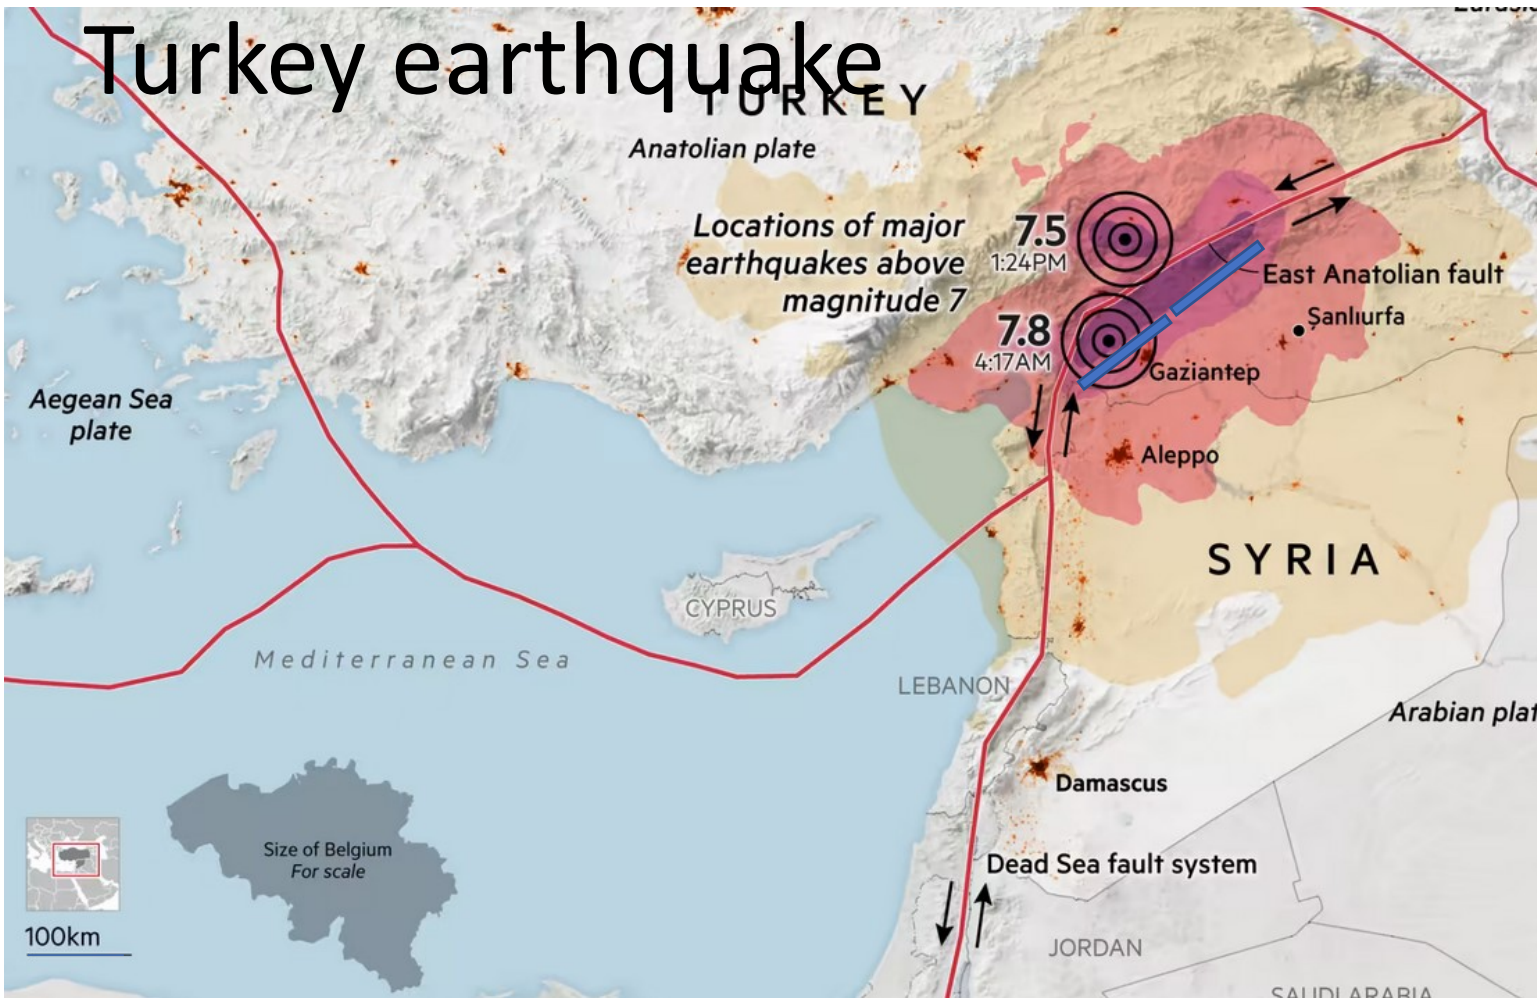 Eurasi
Turkey earthquake
TURKEY
Anatolian plate
Locations of major
earthquakes above
magnitude 7
7.5
1:24PM
East Anatolian fault
Şanlıurfa
7.8
4:17AM
Gaziantep
Aegean Sea
plate
Aleppo
SYRIA
CYPRUS
Mediterranean Sea
LEBANON
Arabian plat
Damascus
Size of Belgium
For scale
Dead Sea fault system
100km
JORDAN
SAUDI ARABIA